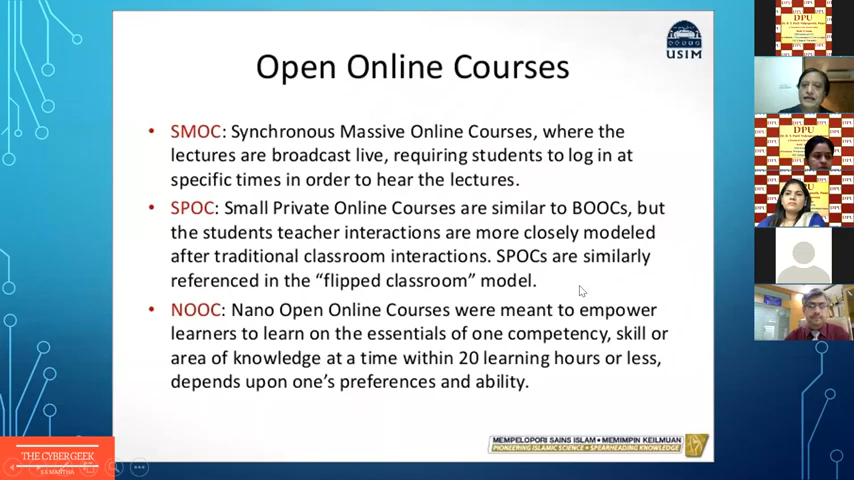 Open Online Courses
USIM
• SMOC: Synchronous Massive Online Courses, where the
lectures are broadcast live, requiring students to log in at
specific times in order to hear the lectures.
• SPOC: Small Private Online Courses are similar to BOOCs, but
the students teacher interactions are more closely modeled
after traditional classroom interactions. SPOCs are similarly
referenced in the “flipped classroom” model.
• NOOC: Nano Open Online Courses were meant to empower
learners to learn on the essentials of one competency, skill or
area of knowledge at a time within 20 learning hours or less,
depends upon one’s preferences and ability.
MEMPELOPORI SAINS ISLAM • MEMIMPIN KEILMUAN
PIONEERING ISLAMIC SCIENCE • SPEARHEADING KNOWLEDGE
THE CYBERGEEK
DPU
DPU
DPU